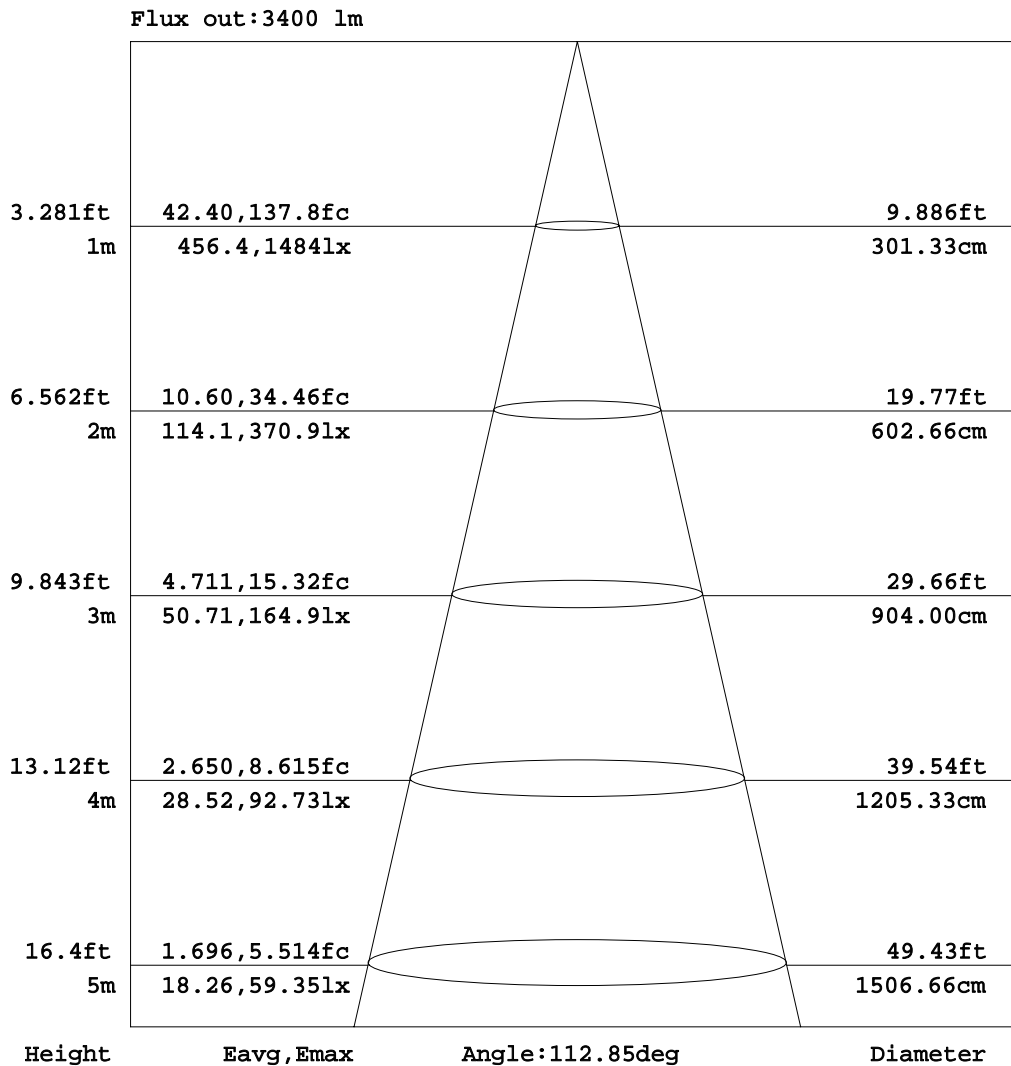 Flux out:3400 lm
3.281ft 42.40,137.8fc 9.886ft
1m 456.4,1484lx 301.33cm
6.562ft 10.60,34.46fc 19.77ft
2m 114.1,370.9lx 602.66cm
9.843ft 4.711,15.32fc 29.66ft
3m 50.71,164.9lx 904.00cm
13.12ft 2.650,8.615fc 39.54ft
4m 28.52,92.73lx 1205.33cm
16.4ft 1.696,5.514fc 49.43ft
5m 18.26,59.35lx 1506.66cm
Height Eavg,Emax Angle:112.85deg Diameter